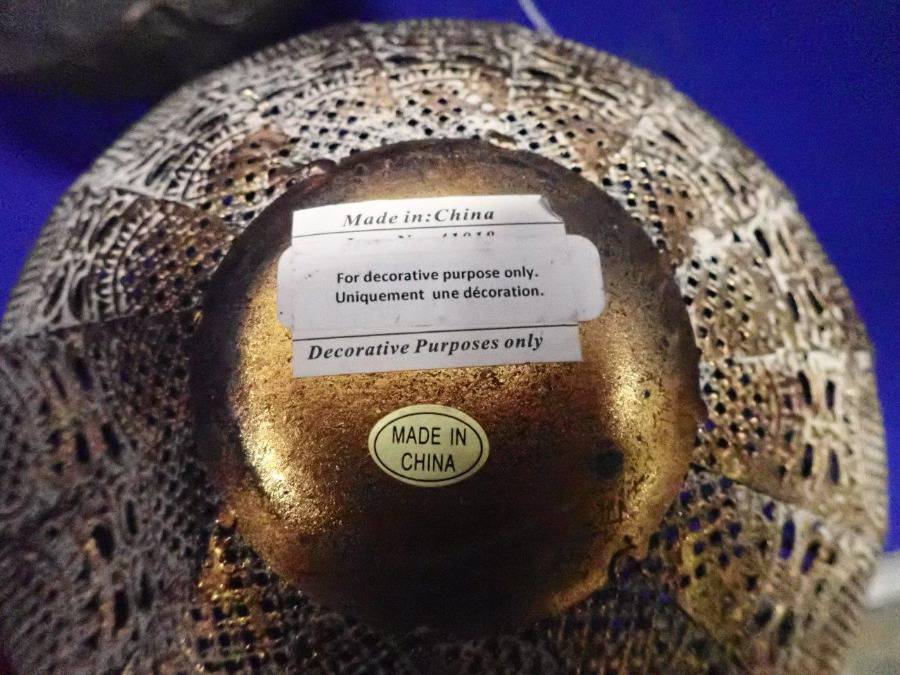 Made in:China
For decorative purpose only.
Uniquement une décoration.
Decorative Purposes only
MADE IN
CHINA